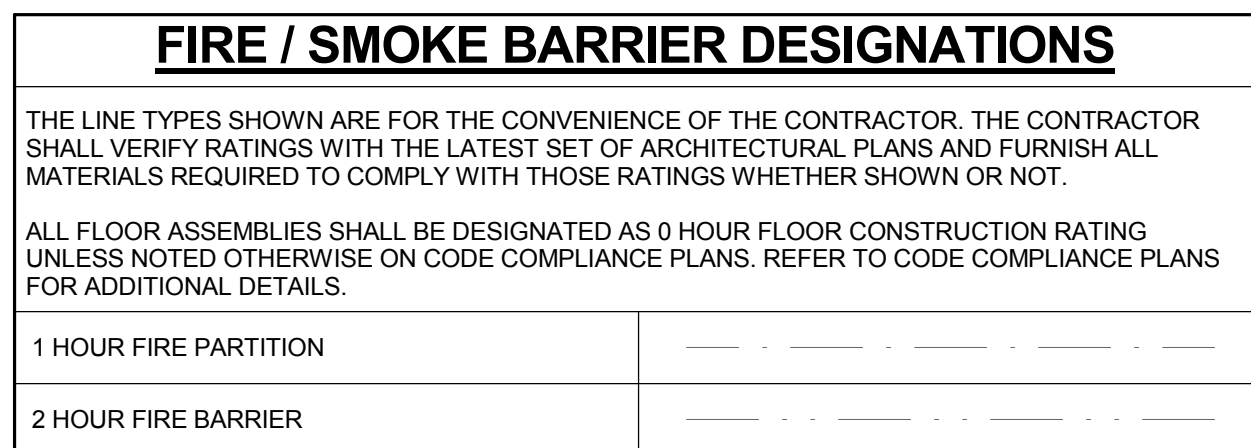 FIRE / SMOKE BARRIER DESIGNATIONS
THE LINE TYPES SHOWN ARE FOR THE CONVENIENCE OF THE CONTRACTOR. THE CONTRACTOR
SHALL VERIFY RATINGS WITH THE LATEST SET OF ARCHITECTURAL PLANS AND FURNISH ALL
MATERIALS REQUIRED TO COMPLY WITH THOSE RATINGS WHETHER SHOWN OR NOT.
ALL FLOOR ASSEMBLIES SHALL BE DESIGNATED AS 0 HOUR FLOOR CONSTRUCTION RATING
UNLESS NOTED OTHERWISE ON CODE COMPLIANCE PLANS. REFER TO CODE COMPLIANCE PLANS
FOR ADDITIONAL DETAILS.
1 HOUR FIRE PARTITION
2 HOUR FIRE BARRIER